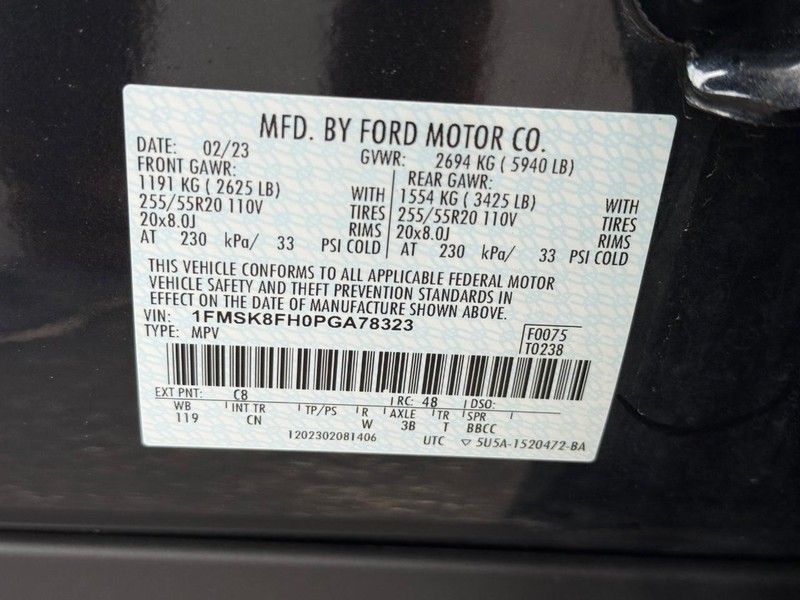 MFD. BY FORD MOTOR CO.
DATE: 02/23 GVWR: 2694 KG ( 5940 LB)
FRONT GAWR: REAR GAWR:
1191 KG ( 2625 LB) WITH 1554 KG ( 3425 LB) WITH
255/55R20 110V TIRES 255/55R20 110V TIRES
20x8.0J RIMS 20x8.0J RIMS
AT 230 kPa/ 33 PSI COLD AT 230 kPa/ 33 PSI COLD
THIS VEHICLE CONFORMS TO ALL APPLICABLE FEDERAL MOTOR
VEHICLE SAFETY AND THEFT PREVENTION STANDARDS IN
EFFECT ON THE DATE OF MANUFACTURE SHOWN ABOVE.
VIN: 1FMSK8FH0PGA78323 F0075
TYPE: MPV T0238
EXT PNT: C8 RC: 48 DSO:
WB INT TR TP/PS R AXLE TR SPR
119 CN W 3B T BBCC
1202302081406 UTC ▽ 5U5A-1520472-BA